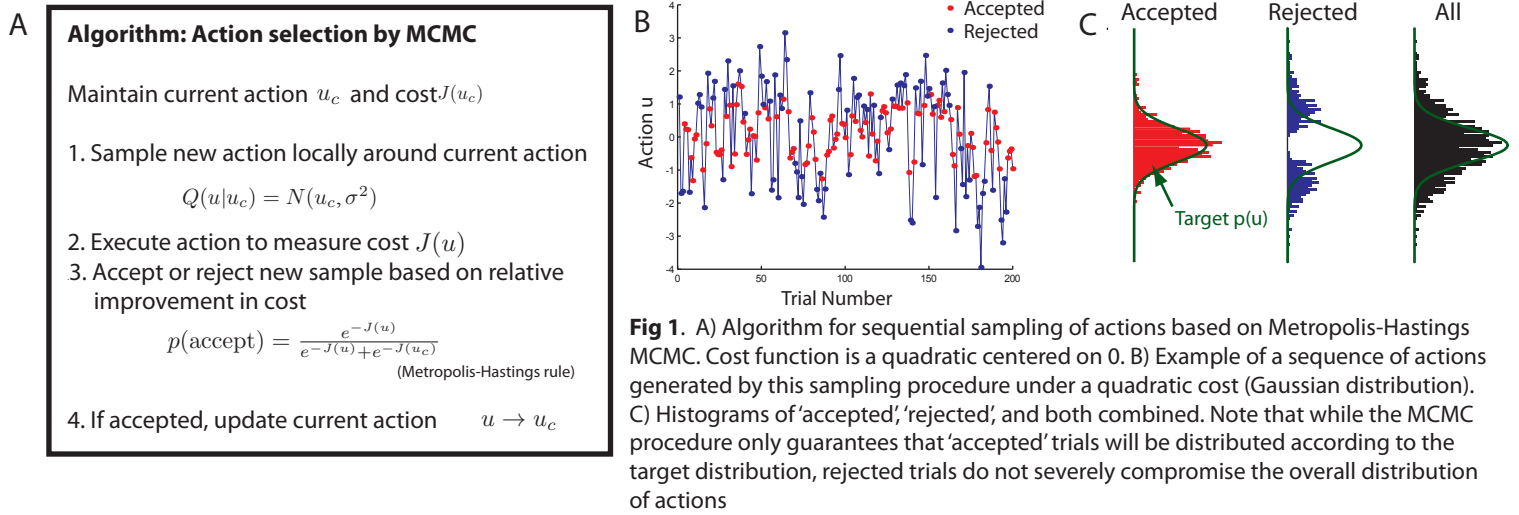 A
Algorithm: Action selection by MCMC
Maintain current action u_c and cost J(u_c)
1. Sample new action locally around current action
Q(u|u_c) = N(u_c, σ²)
2. Execute action to measure cost J(u)
3. Accept or reject new sample based on relative
improvement in cost
p(accept) = e^{-J(u)} / (e^{-J(u)} + e^{-J(u_c)})
(Metropolis-Hastings rule)
4. If accepted, update current action u → u_c
B
Accepted
Rejected
4
3
2
1
0
-1
-2
-3
-4
Action u
0 50 100 150 200
Trial Number
C
Accepted Rejected All
Target p(u)
Fig 1. A) Algorithm for sequential sampling of actions based on Metropolis-Hastings
MCMC. Cost function is a quadratic centered on 0. B) Example of a sequence of actions
generated by this sampling procedure under a quadratic cost (Gaussian distribution).
C) Histograms of 'accepted', 'rejected', and both combined. Note that while the MCMC
procedure only guarantees that 'accepted' trials will be distributed according to the
target distribution, rejected trials do not severely compromise the overall distribution
of actions